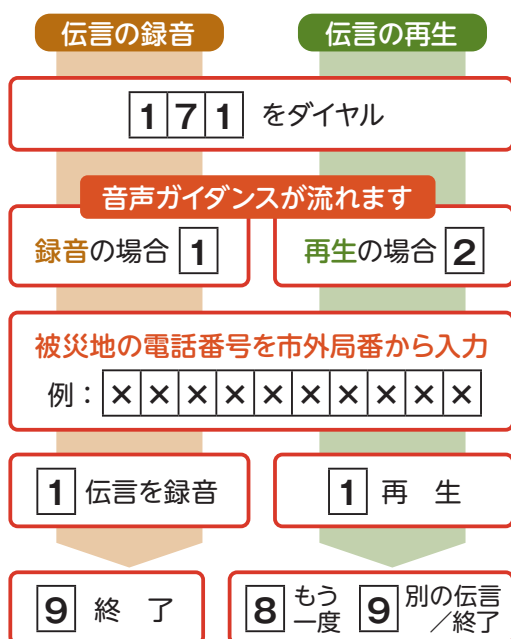 伝言の録音 伝言の再生
171 をダイヤル
音声ガイダンスが流れます
録音の場合 1 再生の場合 2
被災地の電話番号を市外局番から入力
例：××××××××××
1 伝言を録音 1 再 生
9 終 了 8 もう一度 9 別の伝言／終了